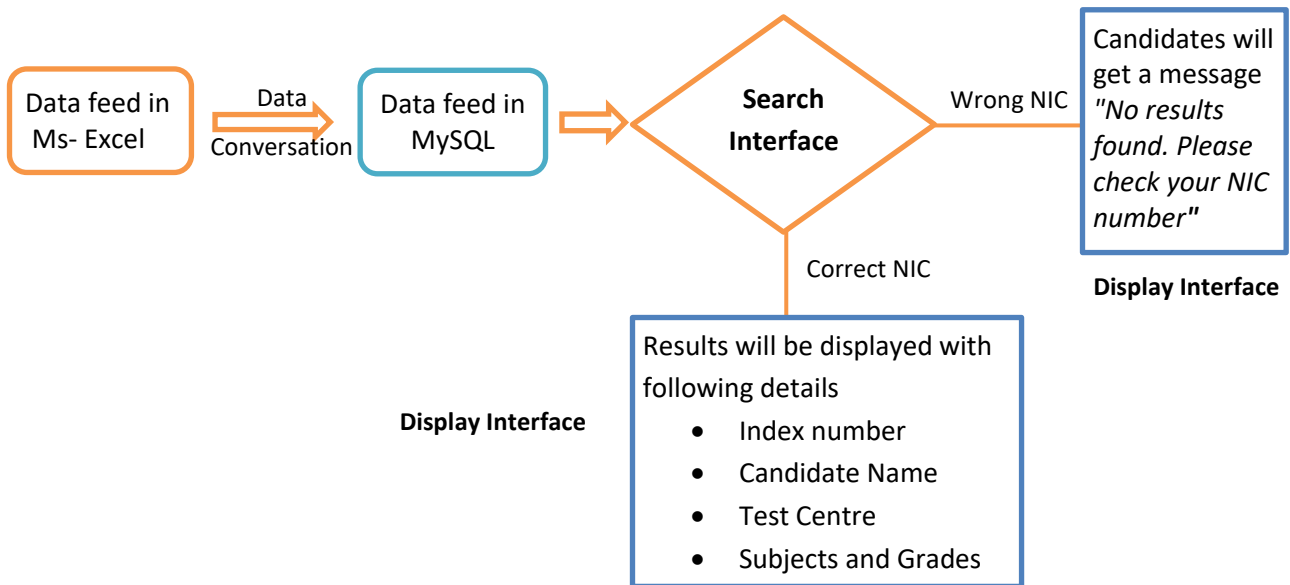 Data feed in
Ms- Excel
Data
Conversation
Data feed in
MySQL
Search
Interface
Wrong NIC
Candidates will
get a message
"No results
found. Please
check your NIC
number"
Display Interface
Correct NIC
Results will be displayed with
following details
• Index number
• Candidate Name
• Test Centre
• Subjects and Grades
Display Interface